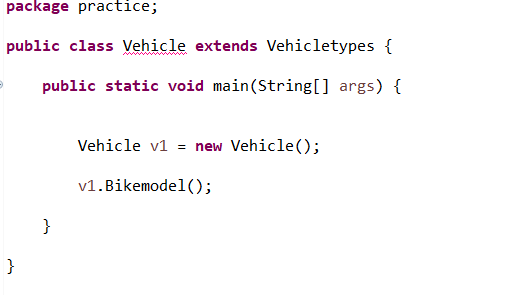 package practice;
public class Vehicle extends Vehicletypes {
public static void main(String[] args) {
Vehicle v1 = new Vehicle();
v1.Bikemodel();
}
}